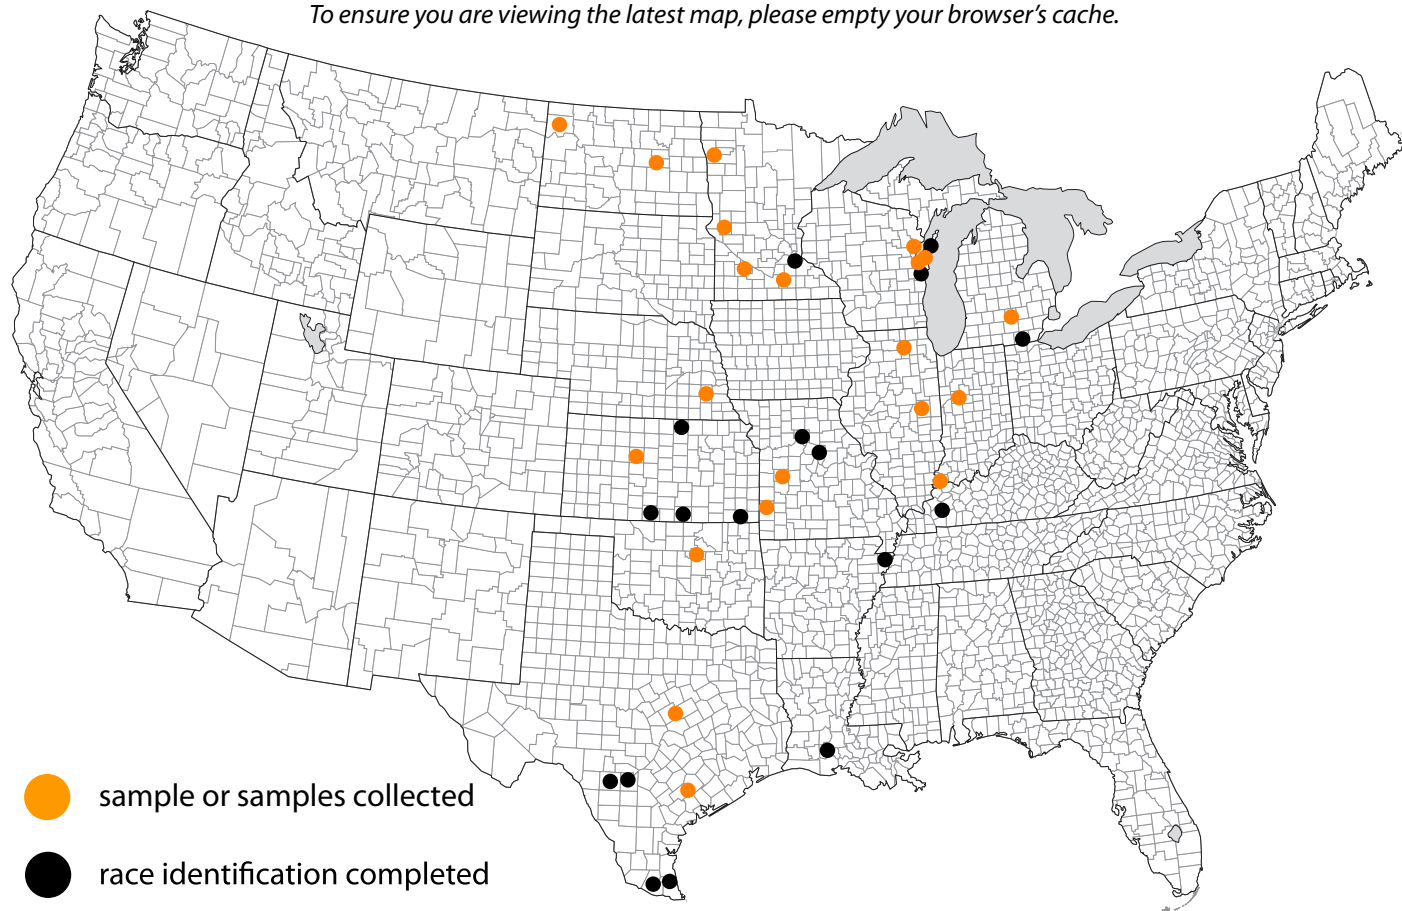 To ensure you are viewing the latest map, please empty your browser’s cache.
sample or samples collected
race identification completed